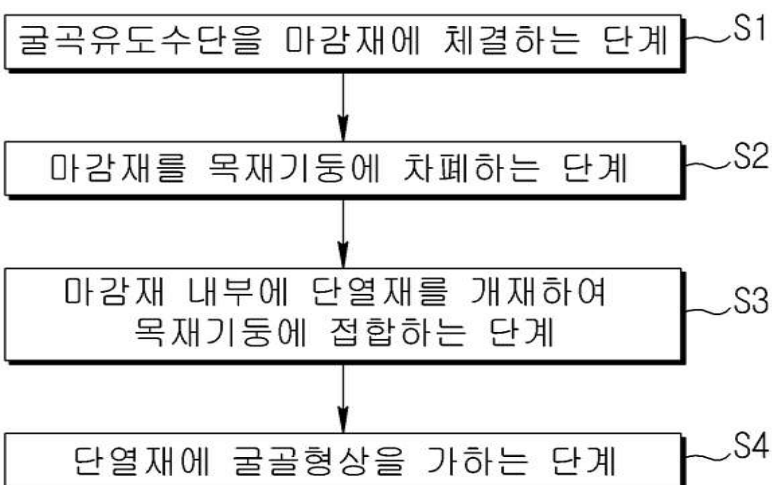 굴곡유도수단을 마감재에 체결하는 단계 S1
마감재를 목재기둥에 차폐하는 단계 S2
마감재 내부에 단열재를 개재하여
목재기둥에 접합하는 단계 S3
단열재에 굴골형상을 가하는 단계 S4